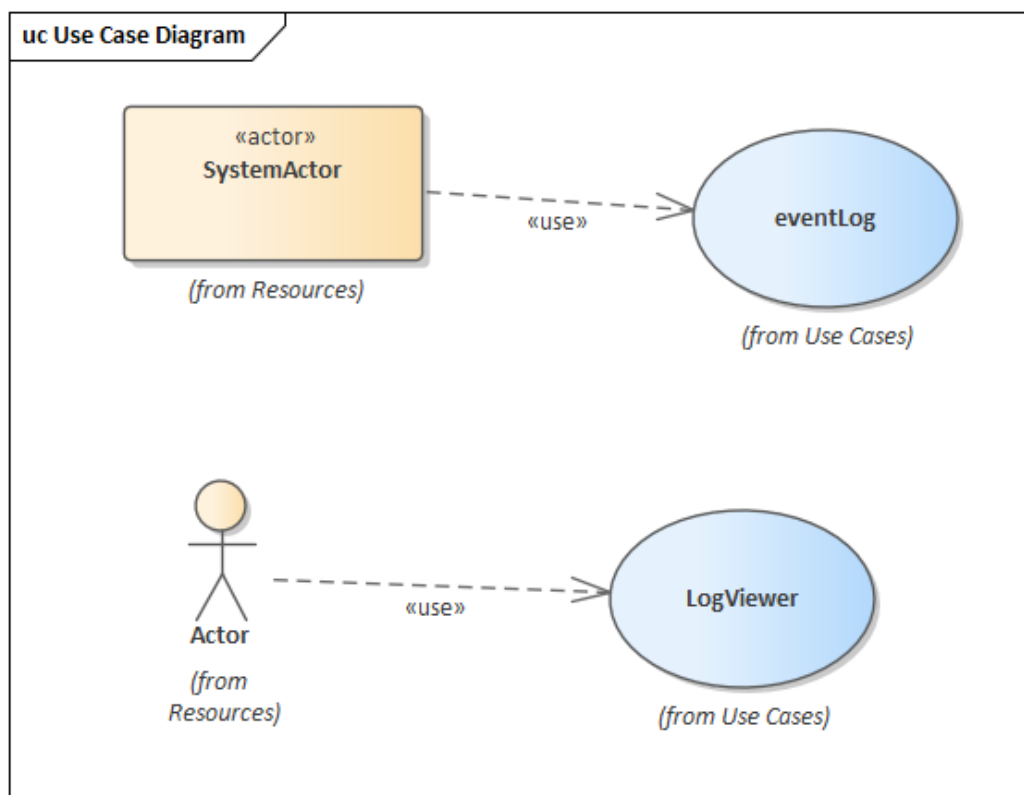 uc Use Case Diagram
«actor»
SystemActor
(from Resources)
«use»
eventLog
(from Use Cases)
Actor
(from
Resources)
«use»
LogViewer
(from Use Cases)